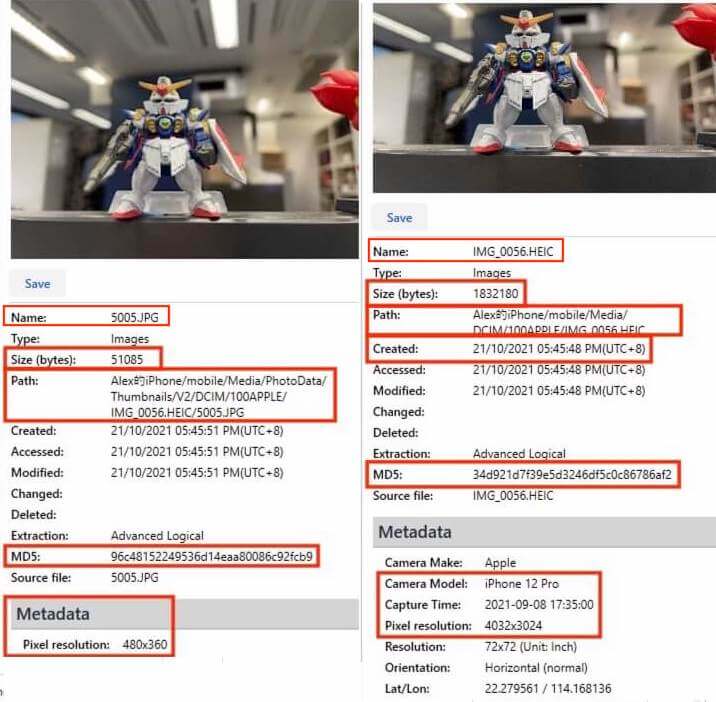 Save
Name: 5005.JPG
Type: Images
Size (bytes): 51085
Path: Alex的iPhone/mobile/Media/PhotoData/
Thumbnails/V2/DCIM/100APPLE/
IMG_0056.HEIC/5005.JPG
Created: 21/10/2021 05:45:51 PM(UTC+8)
Accessed: 21/10/2021 05:45:51 PM(UTC+8)
Modified: 21/10/2021 05:45:51 PM(UTC+8)
Changed:
Deleted:
Extraction: Advanced Logical
MD5: 96c48152249536d14eaa80086c92fcb9
Source file: 5005.JPG
Metadata
Pixel resolution: 480x360
Save
Name: IMG_0056.HEIC
Type: Images
Size (bytes): 1832180
Path: Alex的iPhone/mobile/Media/
DCIM/100APPLE/IMG_0056.HEIC
Created: 21/10/2021 05:45:48 PM(UTC+8)
Accessed: 21/10/2021 05:45:48 PM(UTC+8)
Modified: 21/10/2021 05:45:48 PM(UTC+8)
Changed:
Deleted:
Extraction: Advanced Logical
MD5: 34d921d7f39e5d3246df5c0c86786af2
Source file: IMG_0056.HEIC
Metadata
Camera Make: Apple
Camera Model: iPhone 12 Pro
Capture Time: 2021-09-08 17:35:00
Pixel resolution: 4032x3024
Resolution: 72x72 (Unit: Inch)
Orientation: Horizontal (normal)
Lat/Lon: 22.279561 / 114.168136